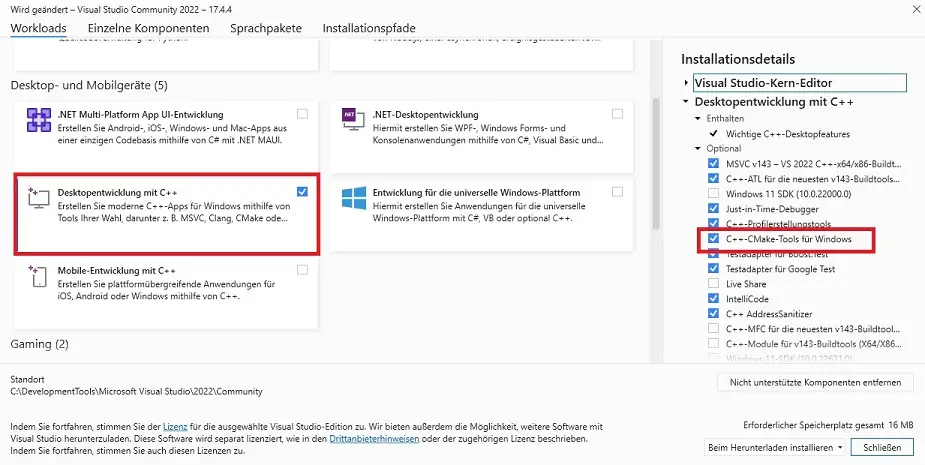 Wird geändert – Visual Studio Community 2022 – 17.4.4
Workloads
Einzelne Komponenten
Sprachpakete
Installationspfade
Desktop- und Mobilgeräte (5)
.NET Multi-Platform App UI-Entwicklung
Erstellen Sie Android-, iOS-, Windows- und Mac-Apps aus
einer einzigen Codebasis mithilfe von C# mit .NET MAUI.
.NET-Desktopentwicklung
Hiermit erstellen Sie WPF-, Windows Forms- und
Konsolenanwendungen mithilfe von C#, Visual Basic und...
Desktopentwicklung mit C++
Erstellen Sie moderne C++-Apps für Windows mithilfe von
Tools Ihrer Wahl, darunter z. B. MSVC, Clang, CMake ode...
Entwicklung für die universelle Windows-Plattform
Hiermit erstellen Sie Anwendungen für die universelle
Windows-Plattform mit C#, VB oder optional C++.
Mobile-Entwicklung mit C++
Erstellen Sie plattformübergreifende Anwendungen für
iOS, Android oder Windows mithilfe von C++.
Gaming (2)
Installationsdetails
Visual Studio-Kern-Editor
Desktopentwicklung mit C++
Enthalten
Wichtige C++-Desktopfeatures
Optional
MSVC v143 – VS 2022 C++-x64/x86-Buildt...
C++-ATL für die neuesten v143-Buildtools...
Windows 11 SDK (10.0.22000.0)
Just-in-Time-Debugger
C++-Profilerstellungstools
C++-CMake-Tools für Windows
Testadapter für Boost.Test
Testadapter für Google Test
Live Share
IntelliCode
C++ AddressSanitizer
C++-MFC für die neuesten v143-Buildtool...
C++-Module für v143-Buildtools (X64/X86...
Windows 11-SDK (10.0.22621.0)
Standort
C:\DevelopmentTools\Microsoft Visual Studio\2022\Community
Nicht unterstützte Komponenten entfernen
Indem Sie fortfahren, stimmen Sie der Lizenz für die ausgewählte Visual Studio-Edition zu. Wir bieten außerdem die Möglichkeit, weitere Software mit
Visual Studio herunterzuladen. Diese Software wird separat lizenziert, wie in den Drittanbieterhinweisen oder der zugehörigen Lizenz beschrieben.
Indem Sie fortfahren, stimmen Sie auch diesen Lizenzen zu.
Erforderlicher Speicherplatz gesamt 16 MB
Beim Herunterladen installieren
Schließen